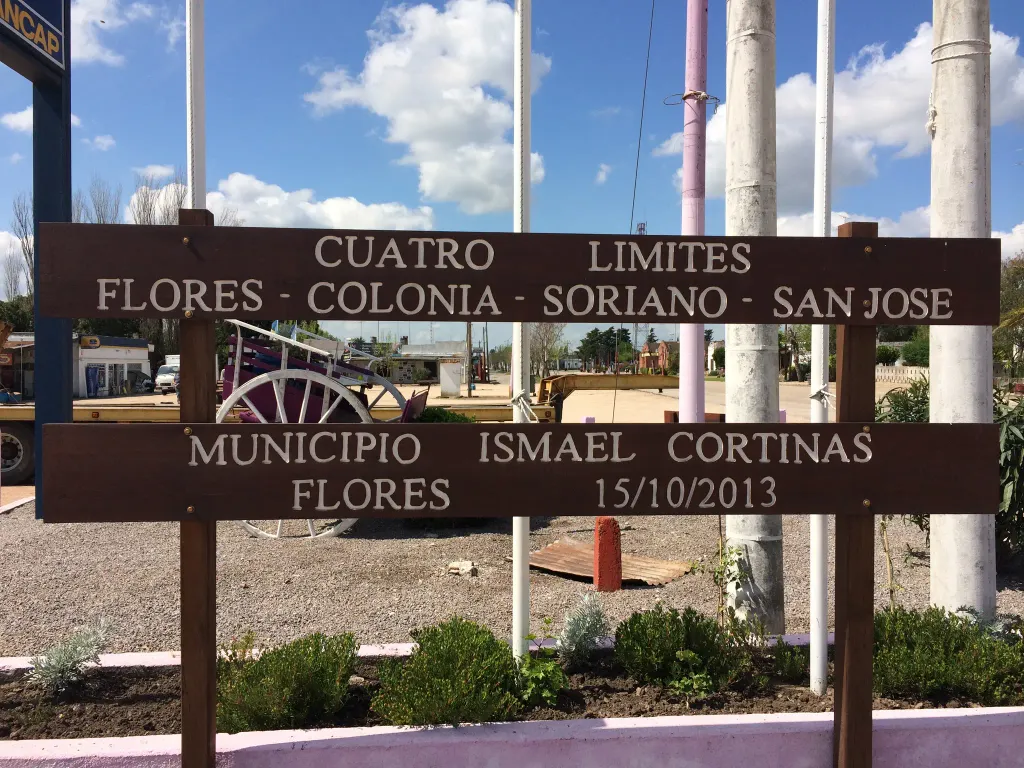 ANCAP
CUATRO LIMITES
FLORES - COLONIA - SORIANO - SAN JOSE
MUNICIPIO ISMAEL CORTINAS
FLORES 15/10/2013